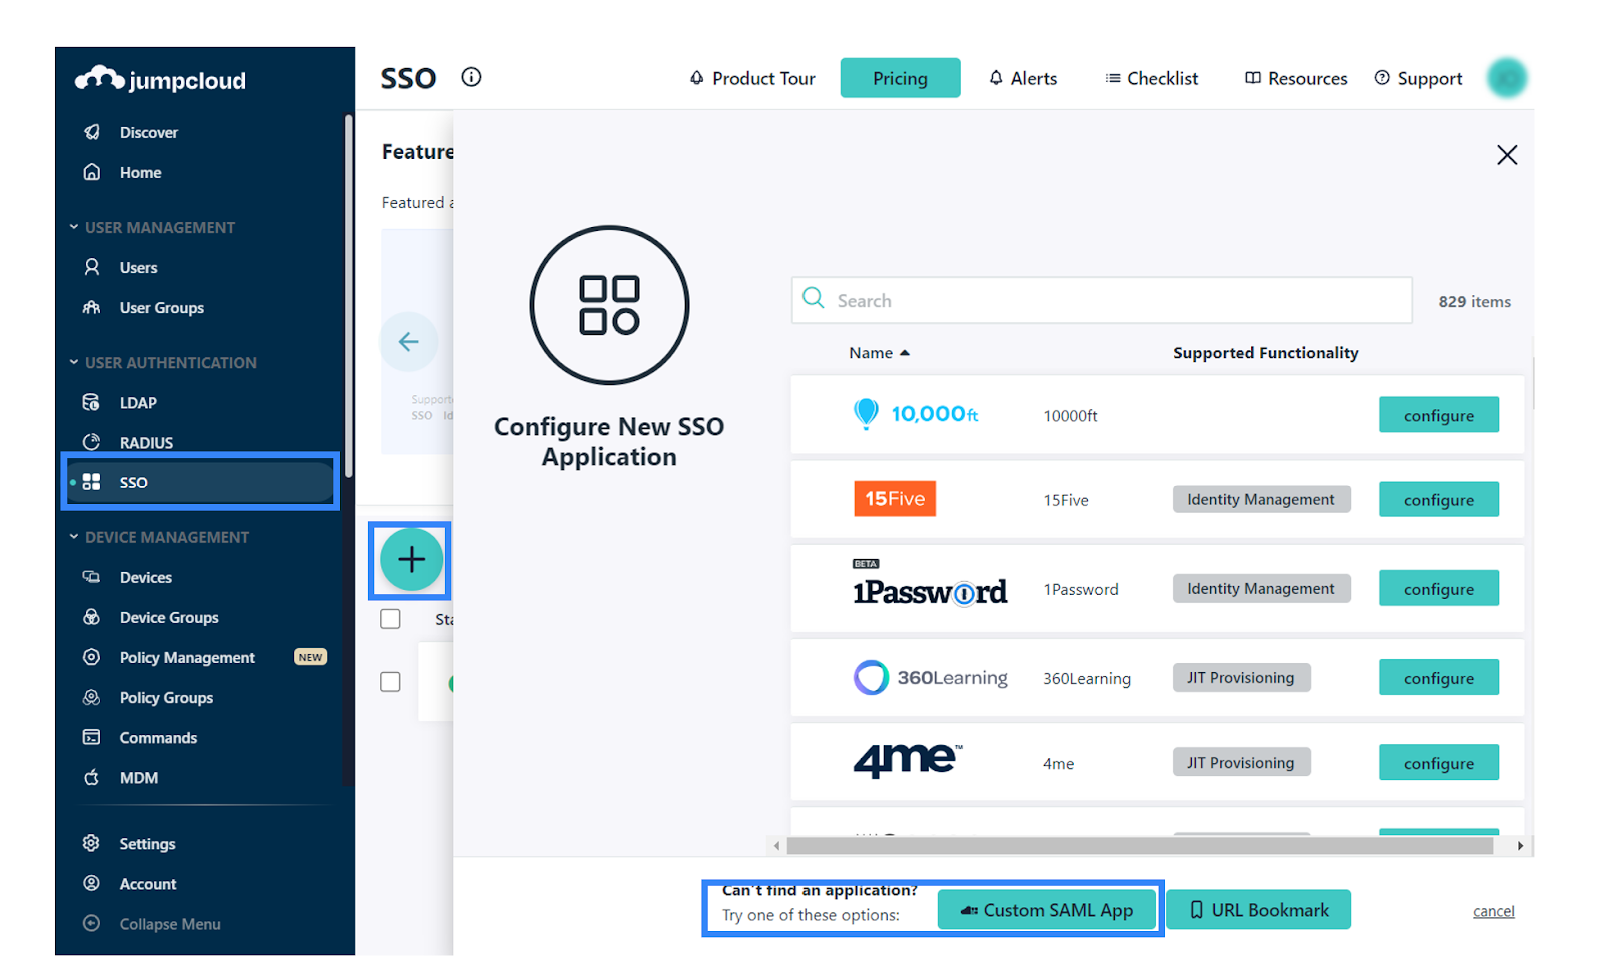 jumpcloud
Discover
Home
USER MANAGEMENT
Users
User Groups
USER AUTHENTICATION
LDAP
RADIUS
SSO
DEVICE MANAGEMENT
Devices
Device Groups
Policy Management NEW
Policy Groups
Commands
MDM
Settings
Account
Collapse Menu
SSO
Product Tour
Pricing
Alerts
Checklist
Resources
Support
Feature
Featured a
Support
SSO Id
Sta
Configure New SSO
Application
Search
829 items
Name Supported Functionality
10,000ft 10000ft configure
15Five 15Five Identity Management configure
BETA
1Password 1Password Identity Management configure
360Learning 360Learning JIT Provisioning configure
4me™ 4me JIT Provisioning configure
Can't find an application?
Try one of these options:
Custom SAML App
URL Bookmark
cancel